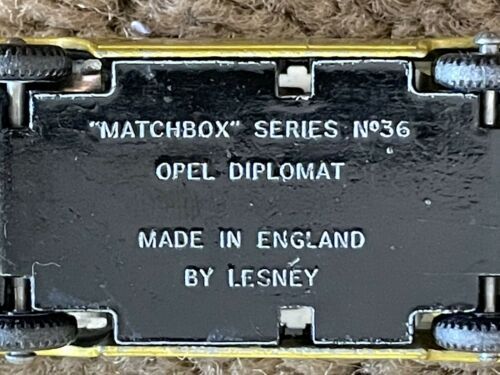 "MATCHBOX" SERIES Nº36
OPEL DIPLOMAT
MADE IN ENGLAND
BY LESNEY